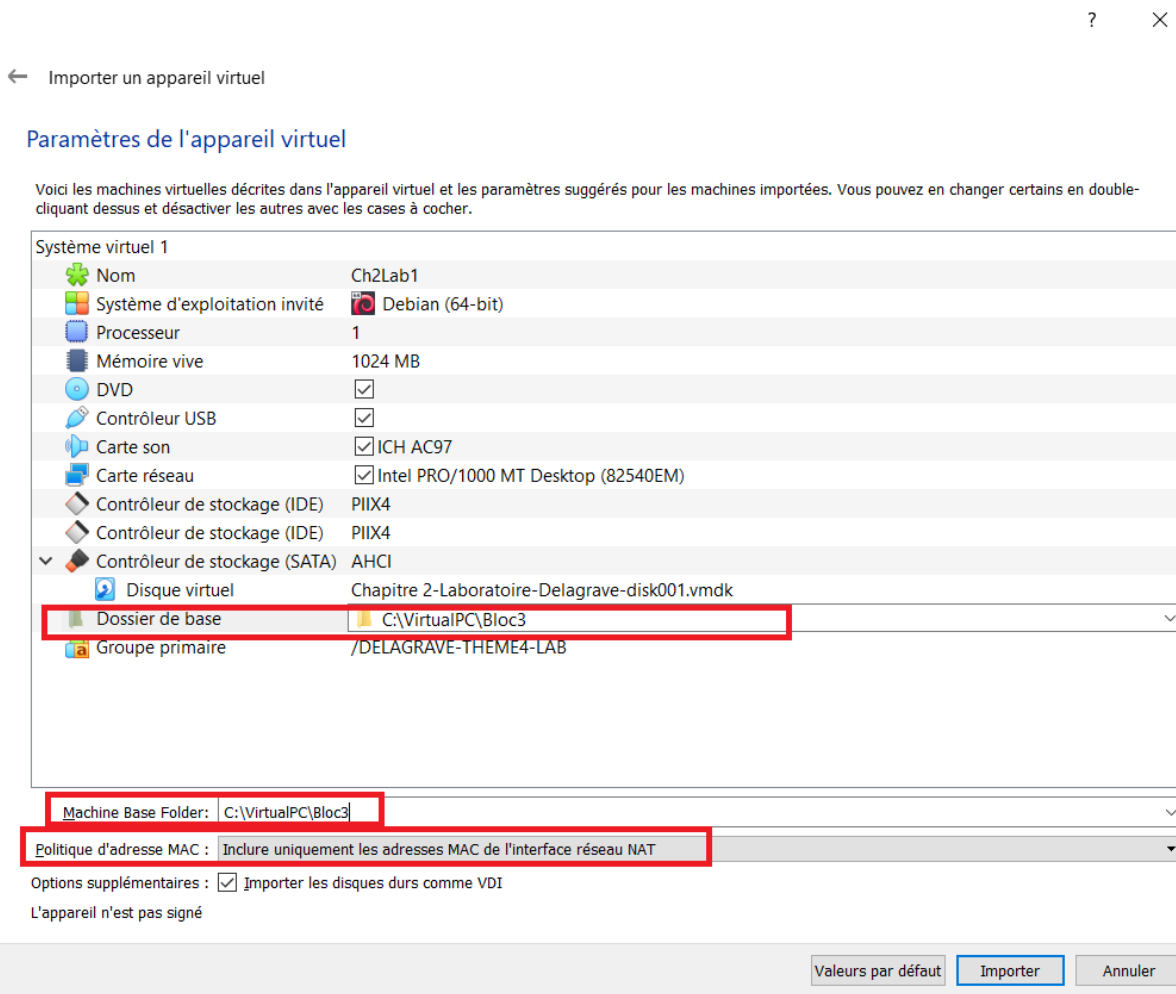 ?
Importer un appareil virtuel
Paramètres de l'appareil virtuel
Voici les machines virtuelles décrites dans l'appareil virtuel et les paramètres suggérés pour les machines importées. Vous pouvez en changer certains en double-
cliquant dessus et désactiver les autres avec les cases à cocher.
Système virtuel 1
Nom Ch2Lab1
Système d'exploitation invité Debian (64-bit)
Processeur 1
Mémoire vive 1024 MB
DVD
Contrôleur USB
Carte son ICH AC97
Carte réseau Intel PRO/1000 MT Desktop (82540EM)
Contrôleur de stockage (IDE) PIIX4
Contrôleur de stockage (IDE) PIIX4
Contrôleur de stockage (SATA) AHCI
Disque virtuel Chapitre 2-Laboratoire-Delagrave-disk001.vmdk
Dossier de base C:\VirtualPC\Bloc3
Groupe primaire /DELAGRAVE-THEME4-LAB
Machine Base Folder: C:\VirtualPC\Bloc3
Politique d'adresse MAC : Inclure uniquement les adresses MAC de l'interface réseau NAT
Options supplémentaires : Importer les disques durs comme VDI
L'appareil n'est pas signé
Valeurs par défaut Importer Annuler